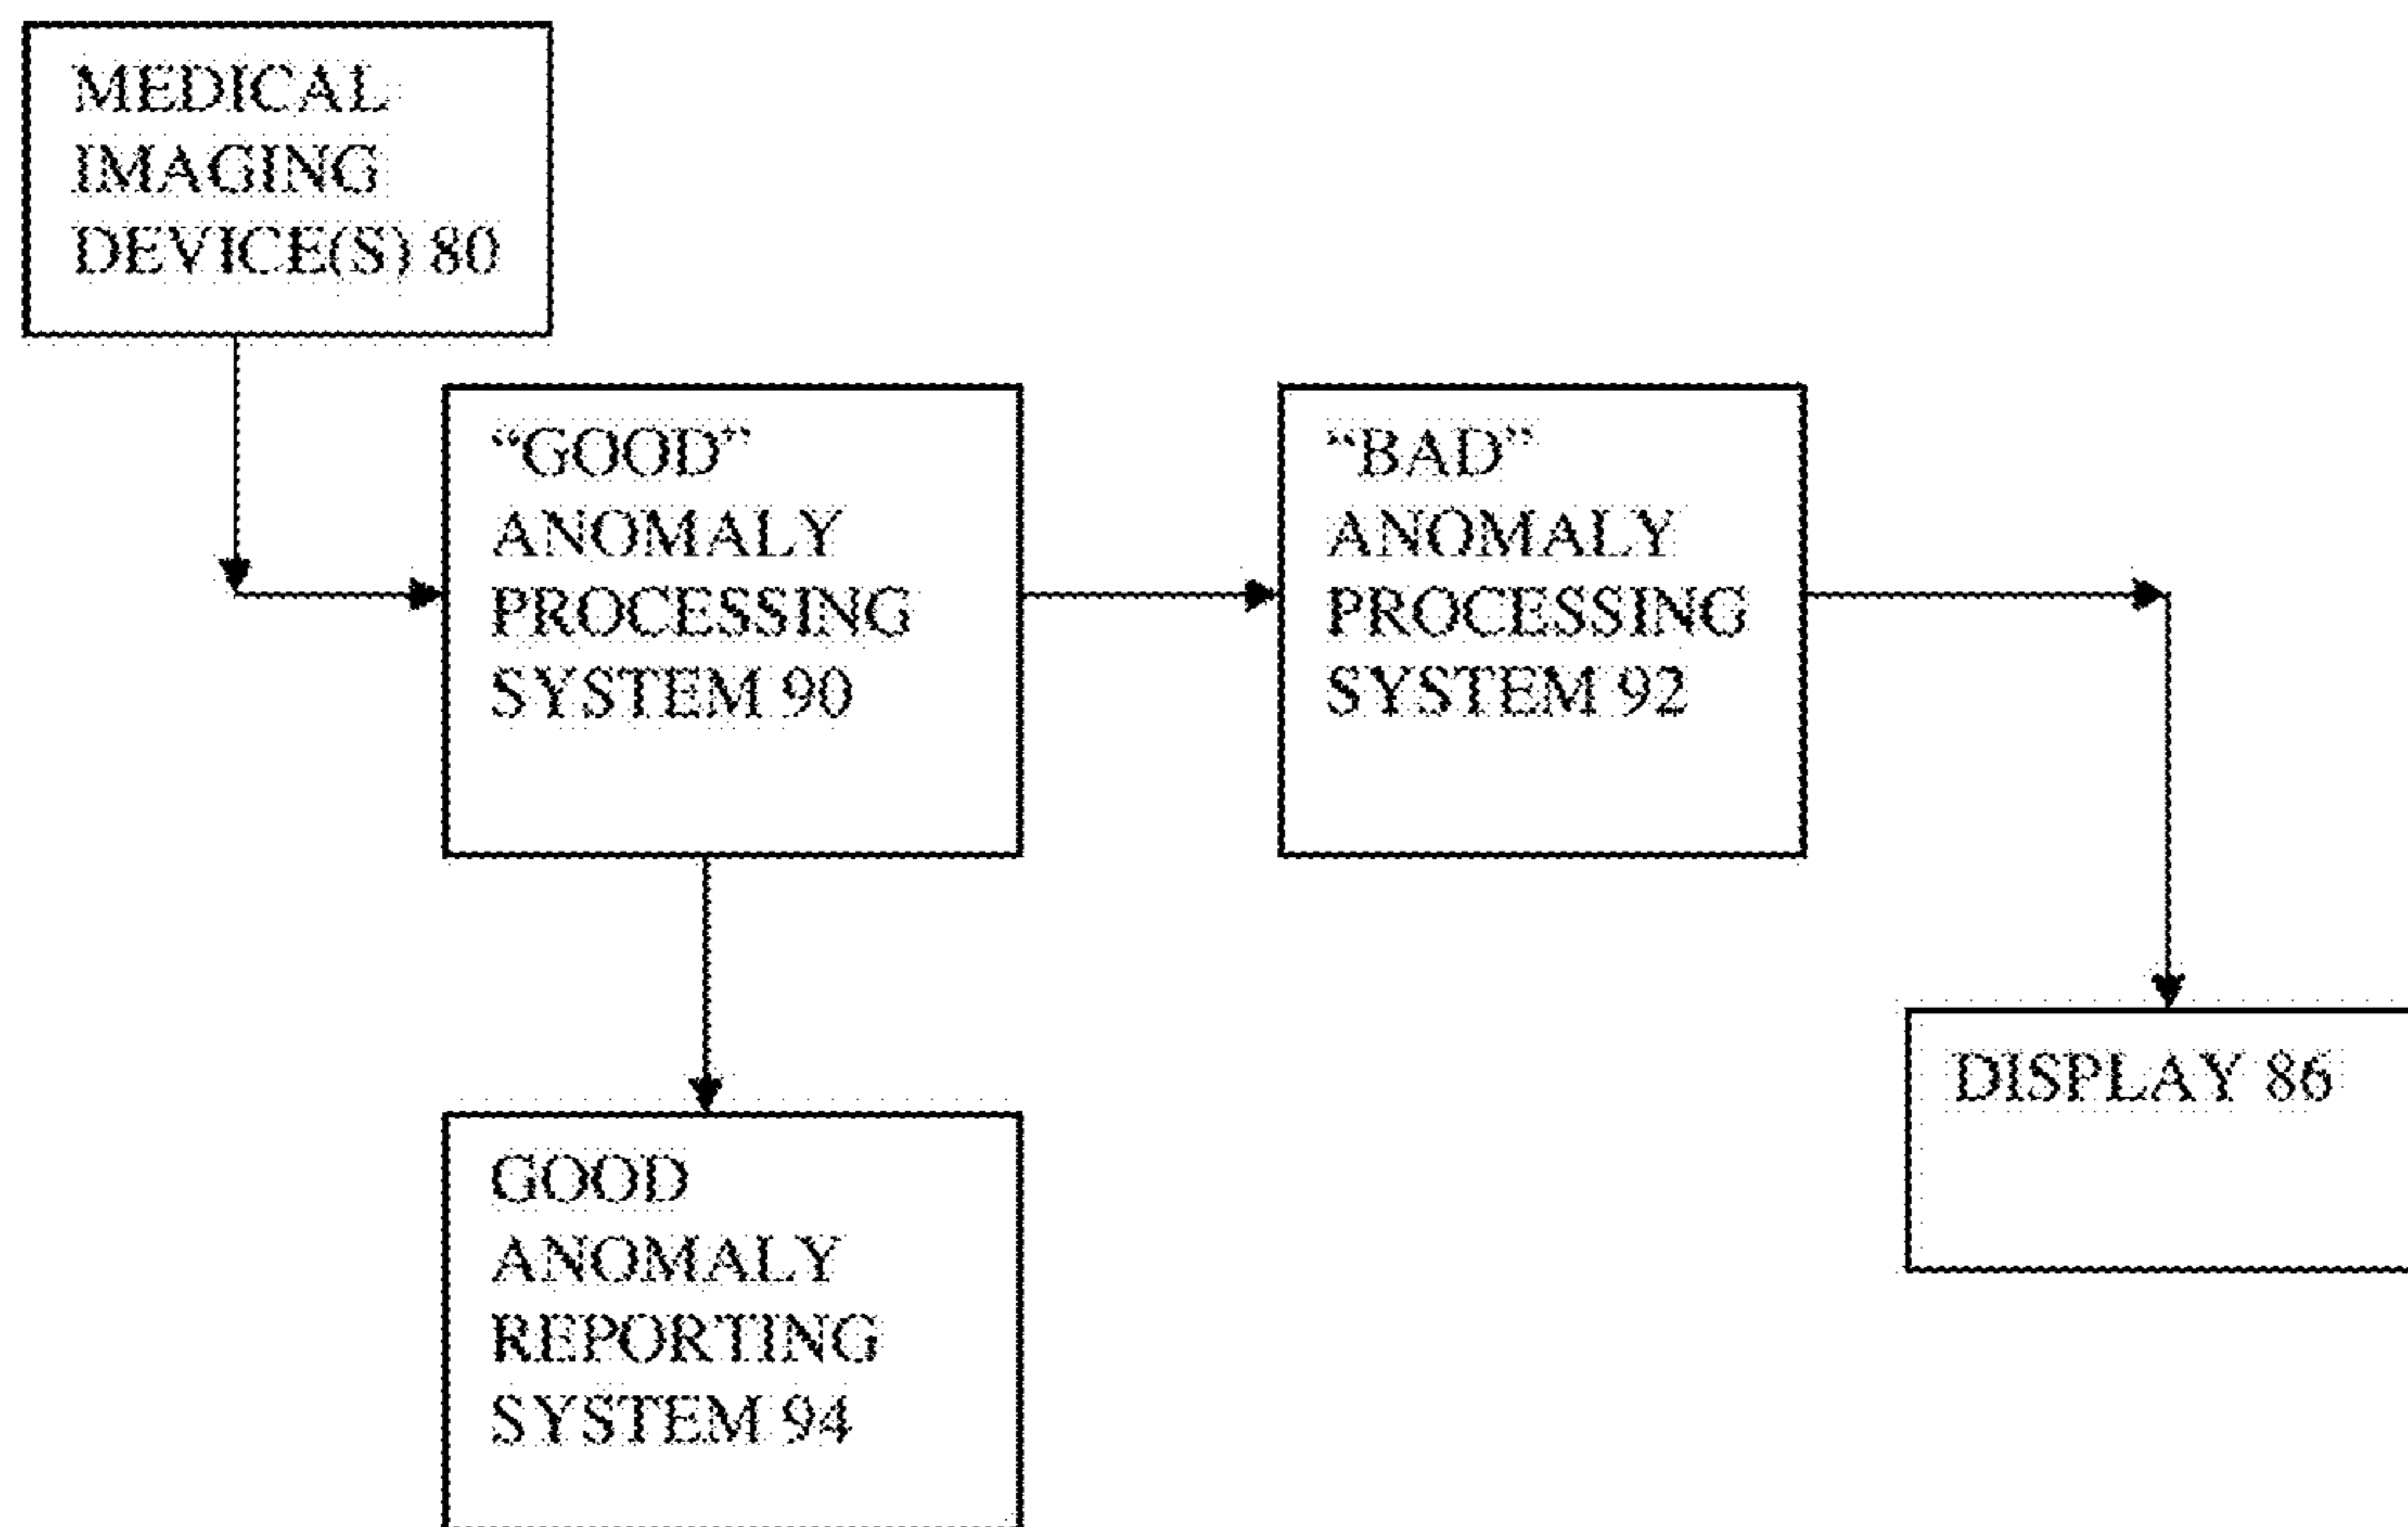 MEDICAL
IMAGING
DEVICE(S) 80
“GOOD”
ANOMALY
PROCESSING
SYSTEM 90
“BAD”
ANOMALY
PROCESSING
SYSTEM 92
DISPLAY 86
GOOD
ANOMALY
REPORTING
SYSTEM 94